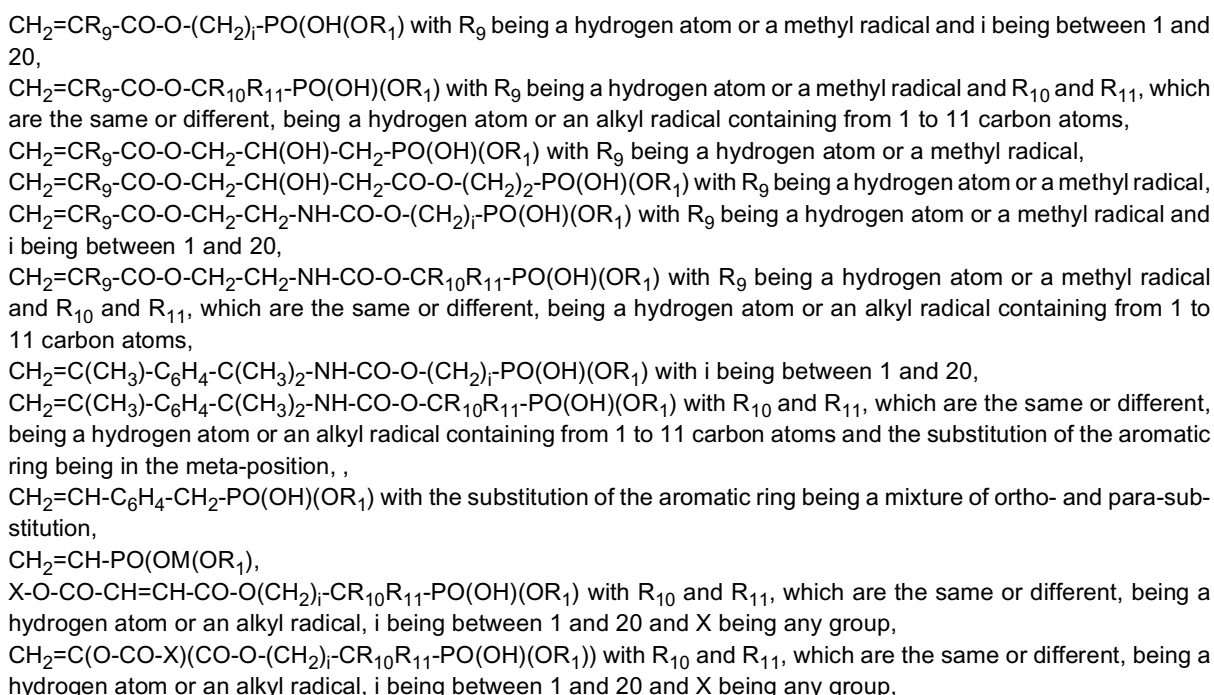 CH₂=CR₉-CO-O-(CH₂)ᵢ-PO(OH(OR₁) with R₉ being a hydrogen atom or a methyl radical and i being between 1 and
20,
CH₂=CR₉-CO-O-CR₁₀R₁₁-PO(OH)(OR₁) with R₉ being a hydrogen atom or a methyl radical and R₁₀ and R₁₁, which
are the same or different, being a hydrogen atom or an alkyl radical containing from 1 to 11 carbon atoms,
CH₂=CR₉-CO-O-CH₂-CH(OH)-CH₂-PO(OH)(OR₁) with R₉ being a hydrogen atom or a methyl radical,
CH₂=CR₉-CO-O-CH₂-CH(OH)-CH₂-CO-O-(CH₂)₂-PO(OH)(OR₁) with R₉ being a hydrogen atom or a methyl radical,
CH₂=CR₉-CO-O-CH₂-CH₂-NH-CO-O-(CH₂)ᵢ-PO(OH)(OR₁) with R₉ being a hydrogen atom or a methyl radical and
i being between 1 and 20,
CH₂=CR₉-CO-O-CH₂-CH₂-NH-CO-O-CR₁₀R₁₁-PO(OH)(OR₁) with R₉ being a hydrogen atom or a methyl radical
and R₁₀ and R₁₁, which are the same or different, being a hydrogen atom or an alkyl radical containing from 1 to
11 carbon atoms,
CH₂=C(CH₃)-C₆H₄-C(CH₃)₂-NH-CO-O-(CH₂)ᵢ-PO(OH)(OR₁) with i being between 1 and 20,
CH₂=C(CH₃)-C₆H₄-C(CH₃)₂-NH-CO-O-CR₁₀R₁₁-PO(OH)(OR₁) with R₁₀ and R₁₁, which are the same or different,
being a hydrogen atom or an alkyl radical containing from 1 to 11 carbon atoms and the substitution of the aromatic
ring being in the meta-position, ,
CH₂=CH-C₆H₄-CH₂-PO(OH)(OR₁) with the substitution of the aromatic ring being a mixture of ortho- and para-sub-
stitution,
CH₂=CH-PO(OM(OR₁),
X-O-CO-CH=CH-CO-O(CH₂)ᵢ-CR₁₀R₁₁-PO(OH)(OR₁) with R₁₀ and R₁₁, which are the same or different, being a
hydrogen atom or an alkyl radical, i being between 1 and 20 and X being any group,
CH₂=C(O-CO-X)(CO-O-(CH₂)ᵢ-CR₁₀R₁₁-PO(OH)(OR₁)) with R₁₀ and R₁₁, which are the same or different, being a
hydrogen atom or an alkyl radical, i being between 1 and 20 and X being any group,